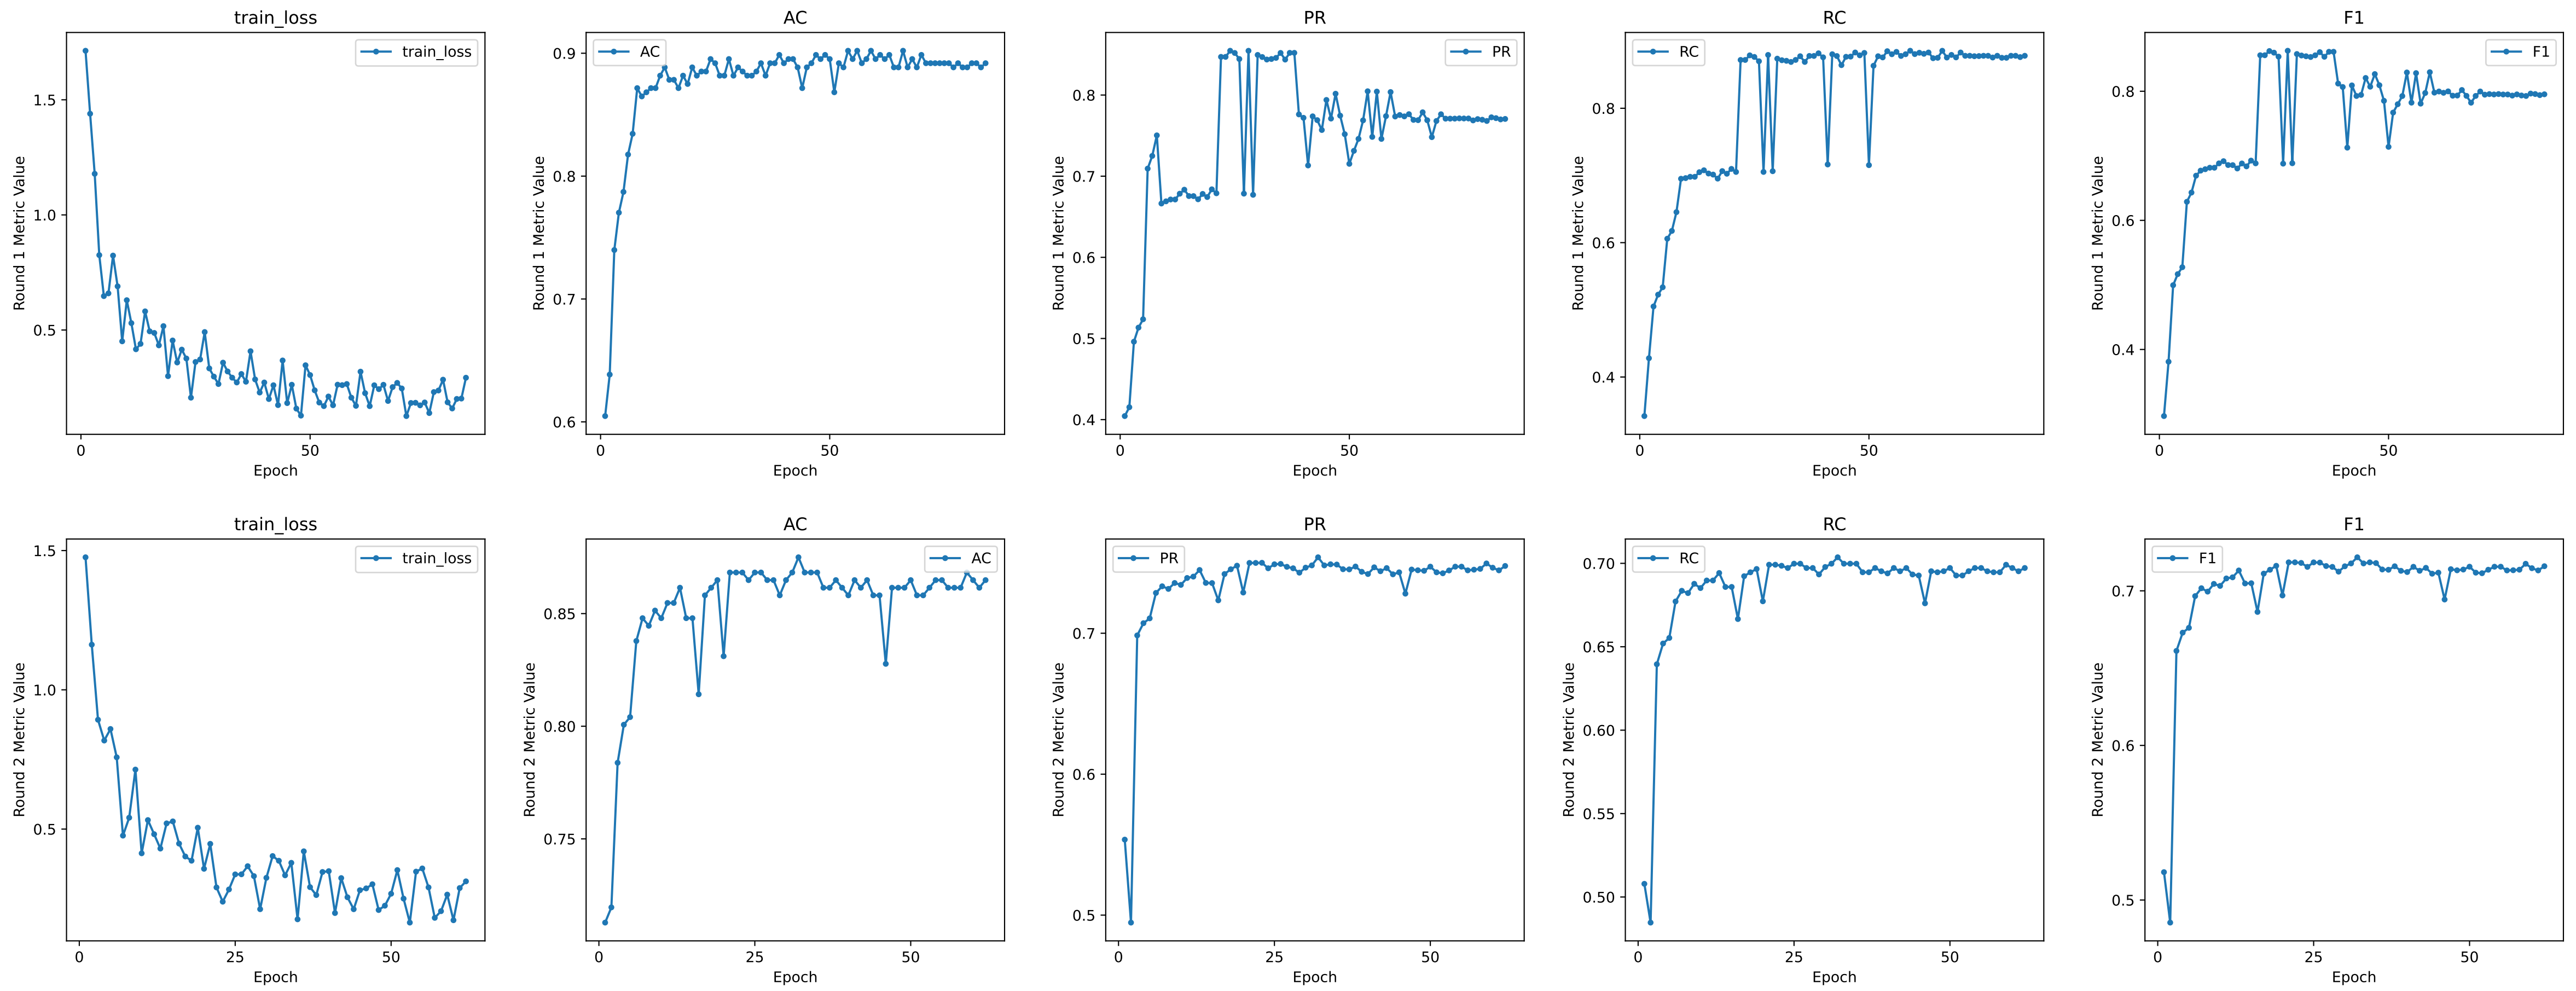 train_loss
Round 1 Metric Value
1.5
1.0
0.5
train_loss
0
50
Epoch
AC
Round 1 Metric Value
0.9
0.8
0.7
0.6
AC
0
50
Epoch
PR
Round 1 Metric Value
0.8
0.7
0.6
0.5
0.4
PR
0
50
Epoch
RC
Round 1 Metric Value
0.8
0.6
0.4
RC
0
50
Epoch
F1
Round 1 Metric Value
0.8
0.6
0.4
F1
0
50
Epoch
train_loss
Round 2 Metric Value
1.5
1.0
0.5
train_loss
0
25
50
Epoch
AC
Round 2 Metric Value
0.85
0.80
0.75
AC
0
25
50
Epoch
PR
Round 2 Metric Value
0.7
0.6
0.5
PR
0
25
50
Epoch
RC
Round 2 Metric Value
0.70
0.65
0.60
0.55
0.50
RC
0
25
50
Epoch
F1
Round 2 Metric Value
0.7
0.6
0.5
F1
0
25
50
Epoch